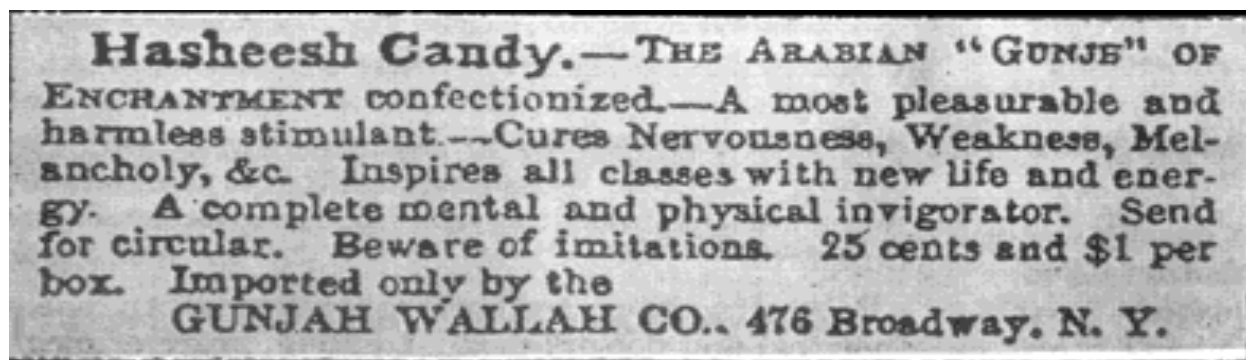 Hasheesh Candy.—THE ARABIAN "GUNJE" OF
ENCHANTMENT confectionized.—A most pleasurable and
harmless stimulant.—Cures Nervousness, Weakness, Mel-
ancholy, &c. Inspires all classes with new life and ener-
gy. A complete mental and physical invigorator. Send
for circular. Beware of imitations. 25 cents and $1 per
box. Imported only by the
GUNJAH WALLAH CO., 476 Broadway, N. Y.